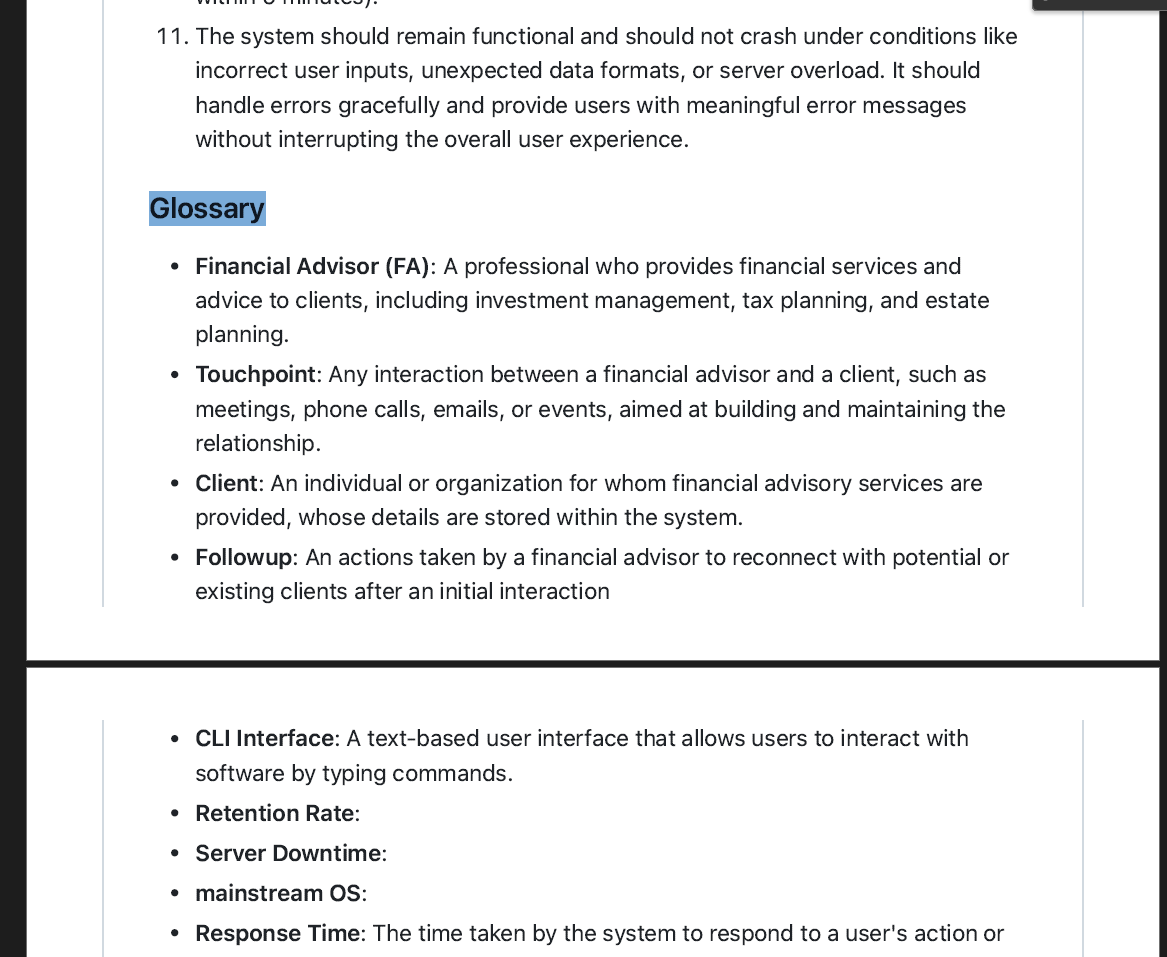 11. The system should remain functional and should not crash under conditions like
incorrect user inputs, unexpected data formats, or server overload. It should
handle errors gracefully and provide users with meaningful error messages
without interrupting the overall user experience.
Glossary
• Financial Advisor (FA): A professional who provides financial services and
advice to clients, including investment management, tax planning, and estate
planning.
• Touchpoint: Any interaction between a financial advisor and a client, such as
meetings, phone calls, emails, or events, aimed at building and maintaining the
relationship.
• Client: An individual or organization for whom financial advisory services are
provided, whose details are stored within the system.
• Followup: An actions taken by a financial advisor to reconnect with potential or
existing clients after an initial interaction
• CLI Interface: A text-based user interface that allows users to interact with
software by typing commands.
• Retention Rate:
• Server Downtime:
• mainstream OS:
• Response Time: The time taken by the system to respond to a user's action or